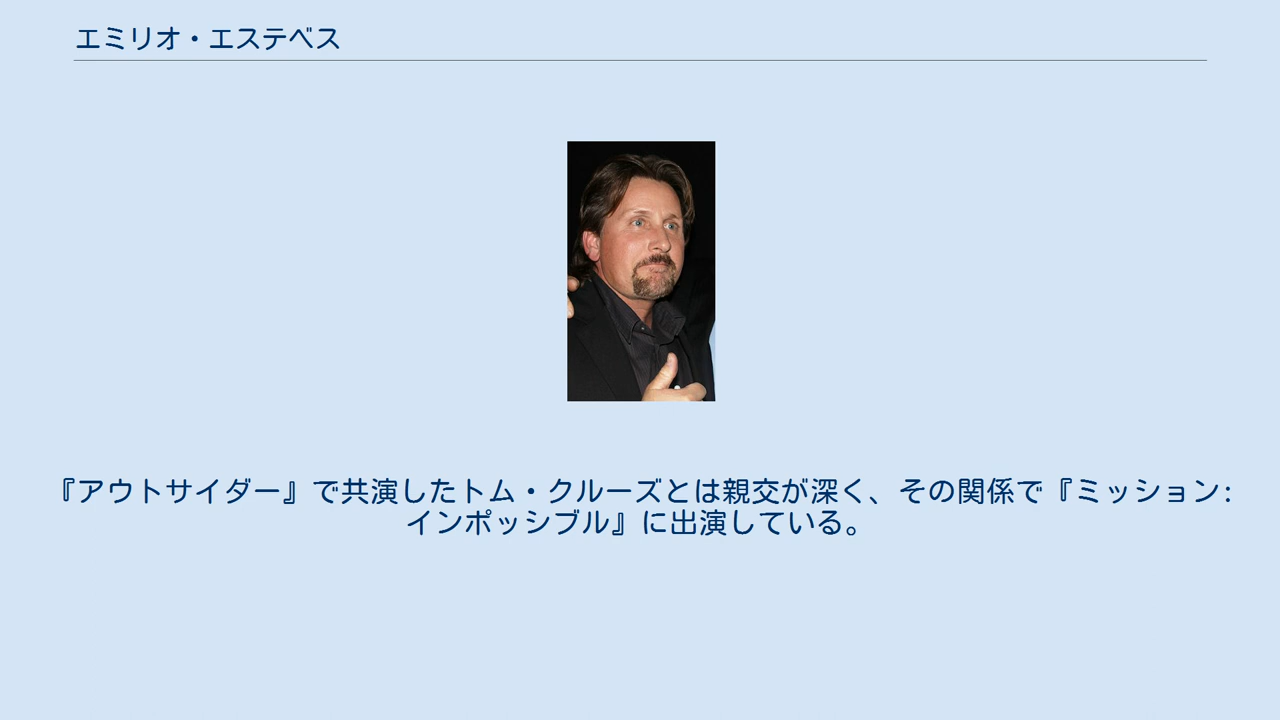 エミリオ・エステベス
『アウトサイダー』で共演したトム・クルーズとは親交が深く、その関係で『ミッション:
インポッシブル』に出演している。